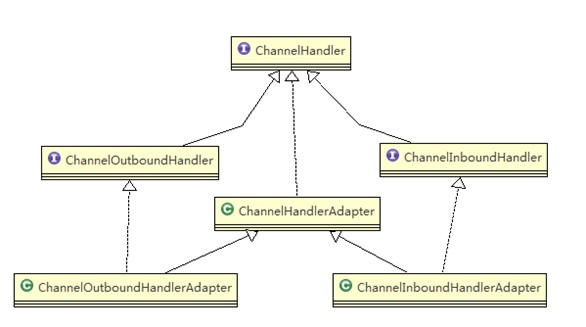 I ChannelHandler
I ChannelOutboundHandler
I ChannelInboundHandler
C ChannelHandlerAdapter
C ChannelOutboundHandlerAdapter
C ChannelInboundHandlerAdapter